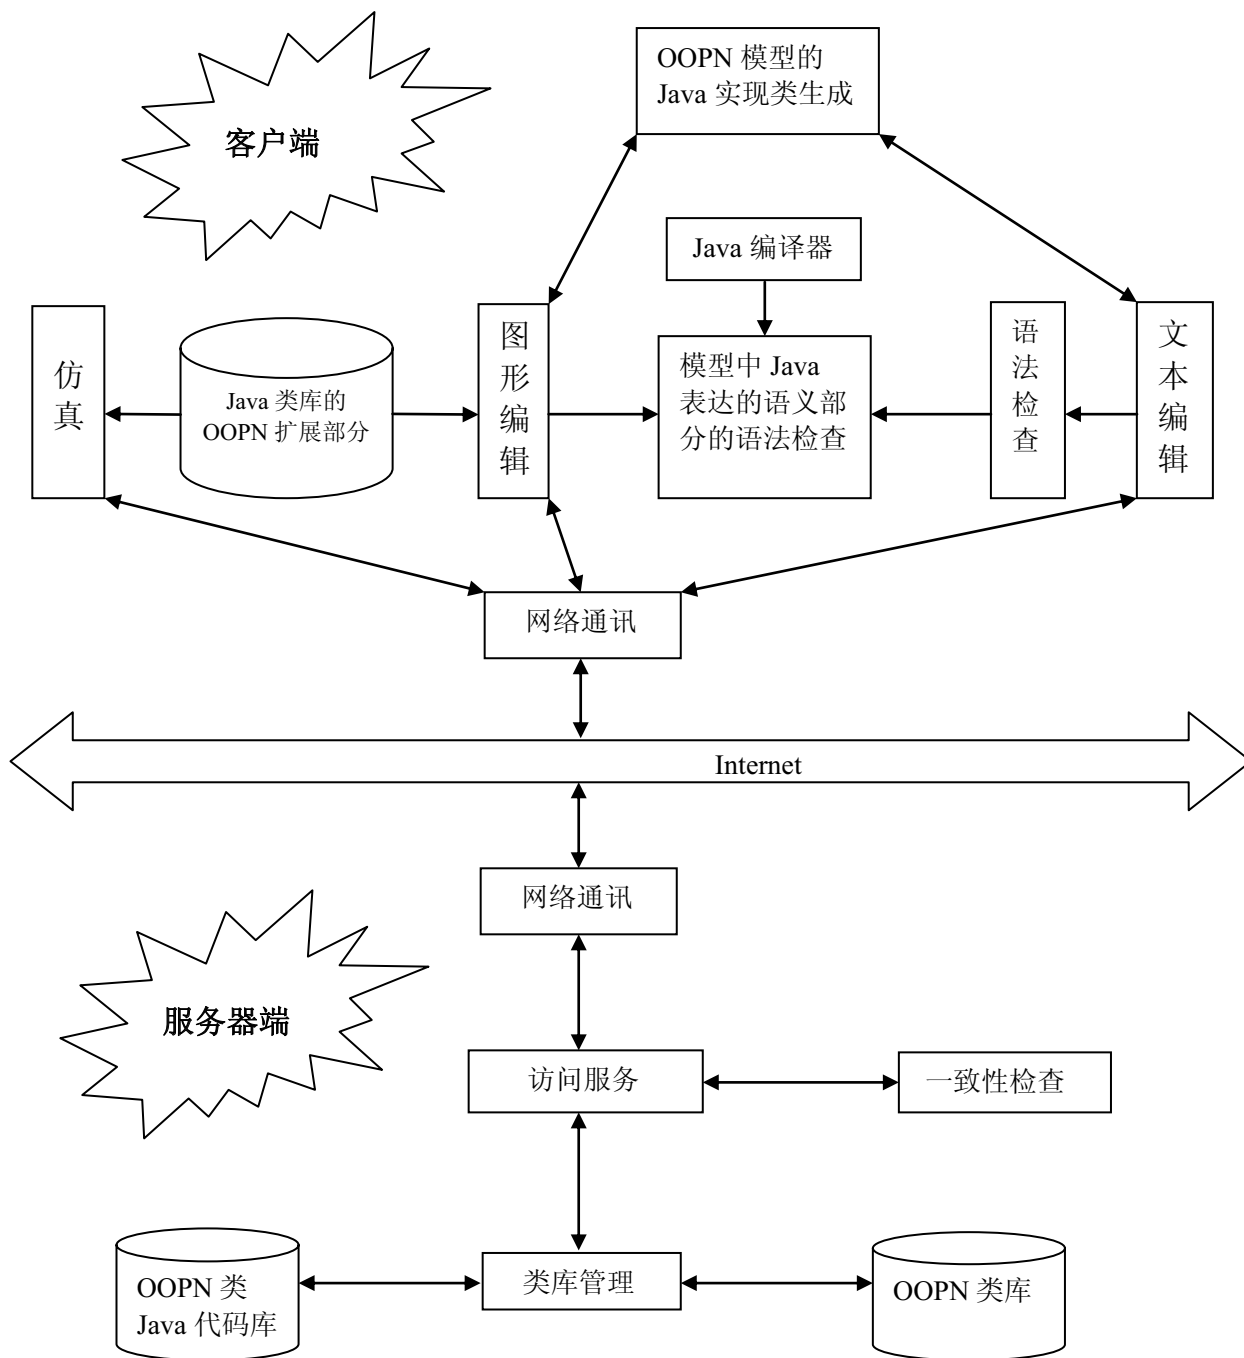 OOPN 模型的
Java 实现类生成
客户端
Java 编译器
仿真
Java 类库的
OOPN 扩展部分
图形编辑
模型中 Java
表达的语义部
分的语法检查
语法检查
文本编辑
网络通讯
Internet
网络通讯
服务器端
访问服务
一致性检查
OOPN 类
Java 代码库
类库管理
OOPN 类库